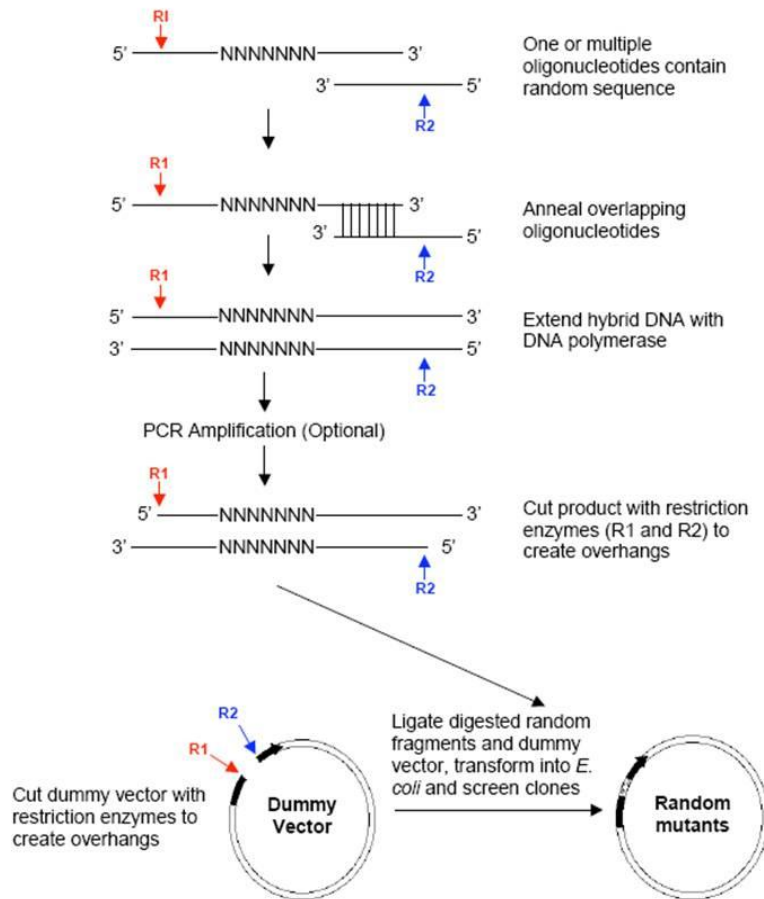 RI
5’ NNNNNNN 3’
3’ 5’
R2
One or multiple
oligonucleotides contain
random sequence
R1
5’ NNNNNNN 3’
3’ 5’
R2
Anneal overlapping
oligonucleotides
R1
5’ NNNNNNN 3’
3’ NNNNNNN 5’
R2
Extend hybrid DNA with
DNA polymerase
PCR Amplification (Optional)
R1
5’ NNNNNNN 3’
3’ NNNNNNN 5’
R2
Cut product with restriction
enzymes (R1 and R2) to
create overhangs
R2
R1
Cut dummy vector with
restriction enzymes to
create overhangs
Dummy
Vector
Ligate digested random
fragments and dummy
vector, transform into E.
coli and screen clones
Random
mutants